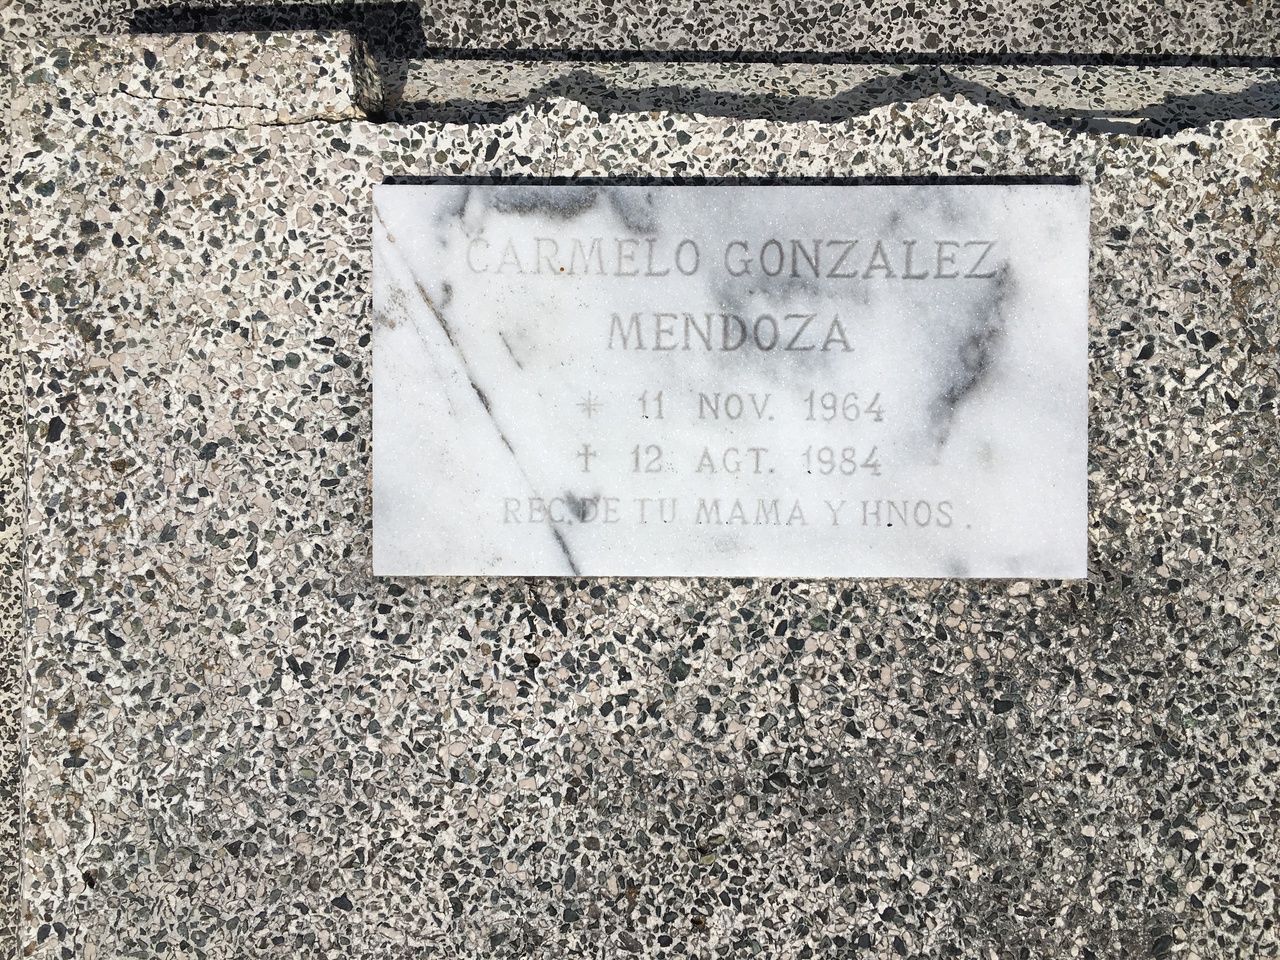 CARMELO GONZALEZ
MENDOZA
✳ 11 NOV. 1964
† 12 AGT. 1984
REC. DE TU MAMA Y HNOS.